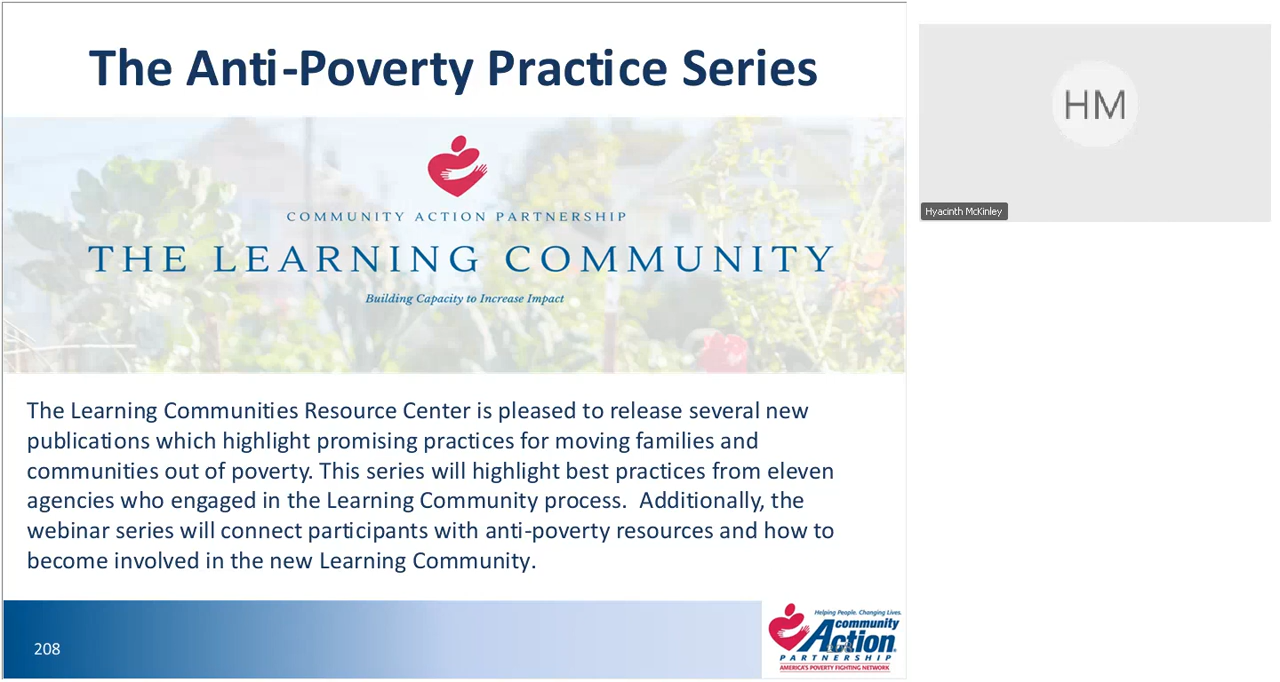 The Anti-Poverty Practice Series
COMMUNITY ACTION PARTNERSHIP
THE LEARNING COMMUNITY
Building Capacity to Increase Impact
The Learning Communities Resource Center is pleased to release several new
publications which highlight promising practices for moving families and
communities out of poverty. This series will highlight best practices from eleven
agencies who engaged in the Learning Community process.  Additionally, the
webinar series will connect participants with anti-poverty resources and how to
become involved in the new Learning Community.
208
Helping People. Changing Lives.
community
Action
PARTNERSHIP
AMERICA'S POVERTY FIGHTING NETWORK
HM
Hyacinth McKinley